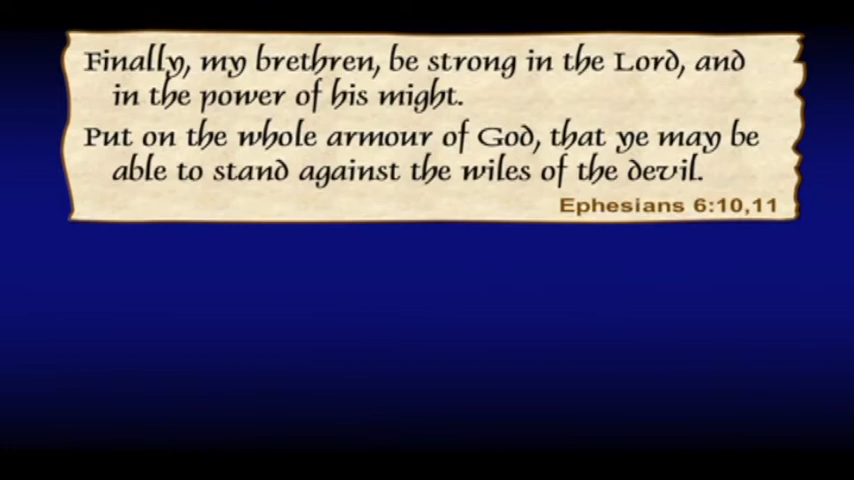 Finally, my brethren, be strong in the Lord, and
in the power of his might.
Put on the whole armour of God, that ye may be
able to stand against the wiles of the devil.
Ephesians 6:10,11